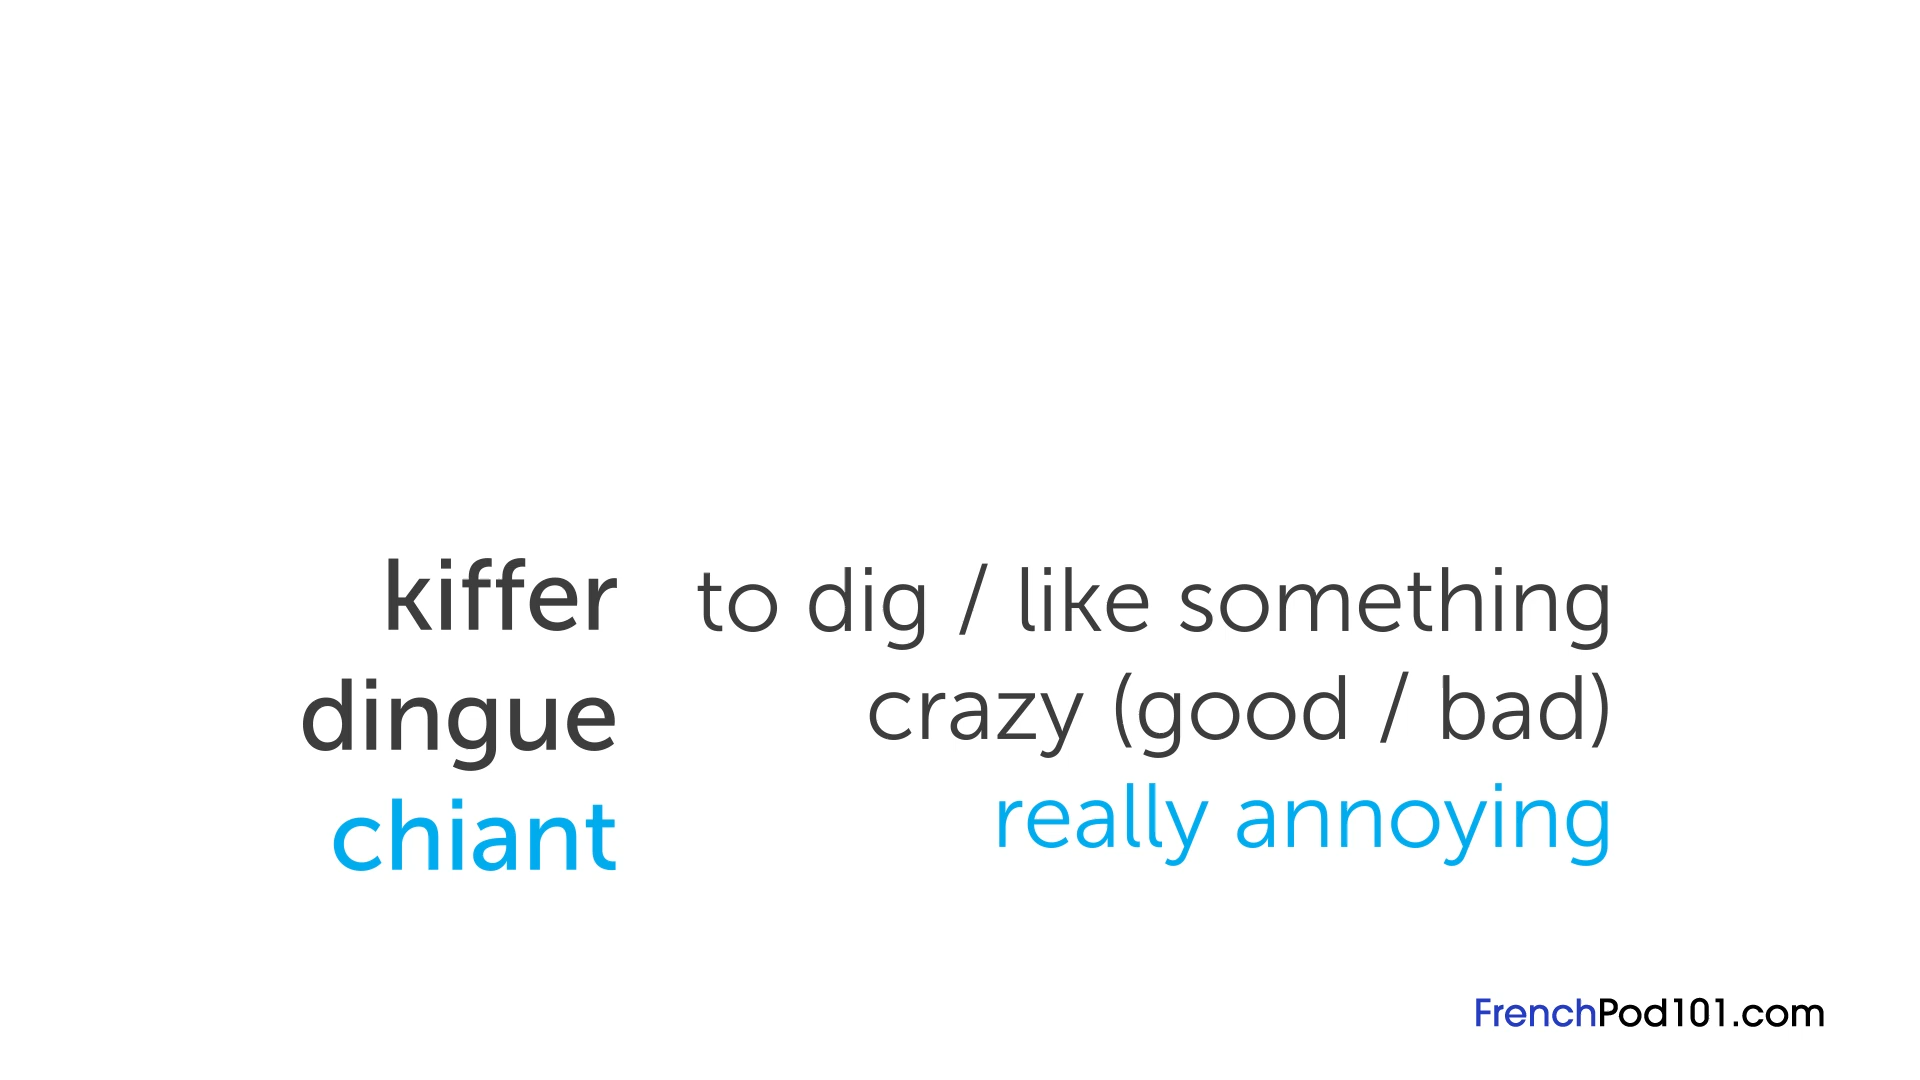 kiffer to dig / like something
dingue crazy (good / bad)
chiant really annoying
FrenchPod101.com